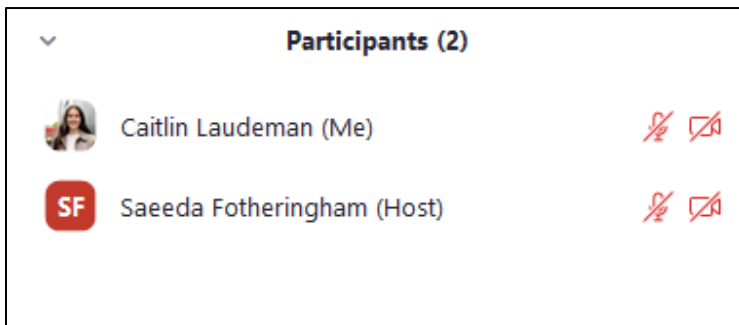 Participants (2)
Caitlin Laudeman (Me)
SF Saeeda Fotheringham (Host)